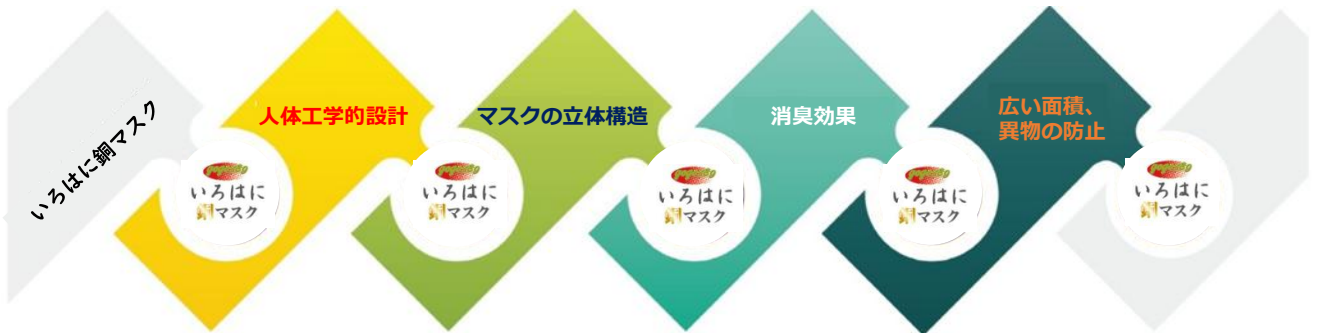 いろはに銅マスク
人体工学的設計
マスクの立体構造
消臭効果
広い面積、
異物の防止
いろはに
銅マスク
いろはに
銅マスク
いろはに
銅マスク
いろはに
銅マスク
いろはに
銅マスク